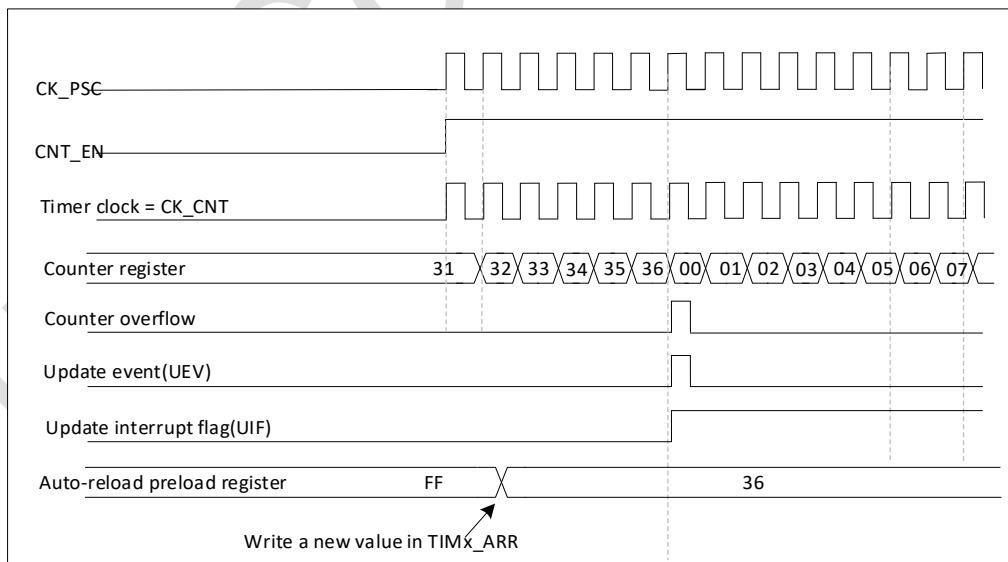 CK_PSC
CNT_EN
Timer clock = CK_CNT
Counter register 31 32 33 34 35 36 00 01 02 03 04 05 06 07
Counter overflow
Update event(UEV)
Update interrupt flag(UIF)
Auto-reload preload register FF 36
Write a new value in TIMx_ARR